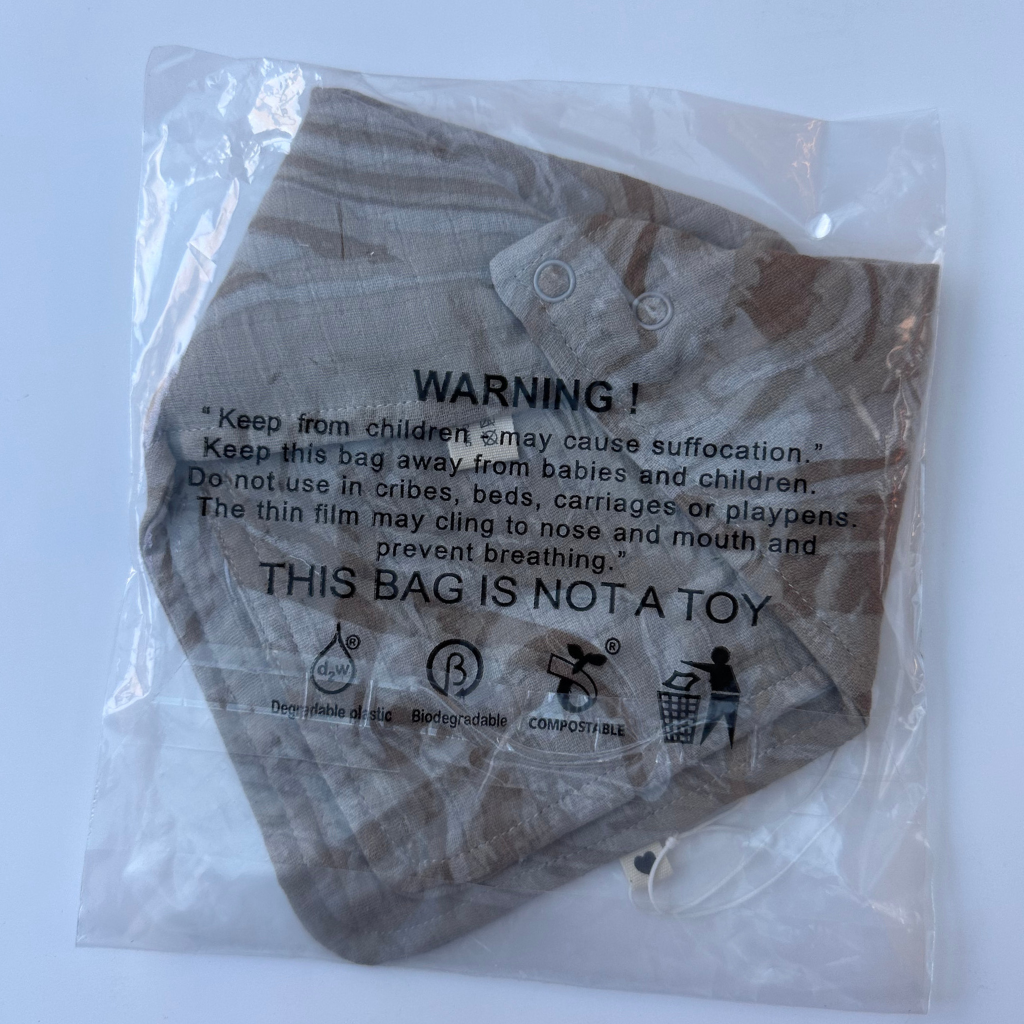 WARNING !
“Keep from children may cause suffocation.”
Keep this bag away from babies and children.
Do not use in cribes, beds, carriages or playpens.
The thin film may cling to nose and mouth and
prevent breathing.”
THIS BAG IS NOT A TOY
d₂w ®
β
®
Degradable plastic
Biodegradable
COMPOSTABLE